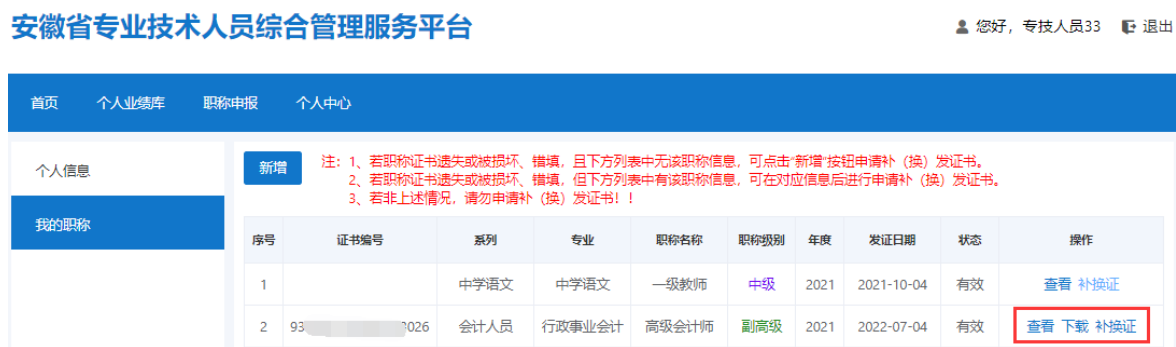 安徽省专业技术人员综合管理服务平台
您好，专技人员33 退出
首页 个人业绩库 职称申报 个人中心
个人信息
我的职称
新增
注：1、若职称证书遗失或被损坏、错填，且下方列表中无该职称信息，可点击“新增”按钮申请补（换）发证书。
2、若职称证书遗失或被损坏、错填，但下方列表中有该职称信息，可在对应信息后进行申请补（换）发证书。
3、若非上述情况，请勿申请补（换）发证书！！
序号 证书编号 系列 专业 职称名称 职称级别 年度 发证日期 状态 操作
1 中学语文 中学语文 一级教师 中级 2021 2021-10-04 有效 查看 补换证
2 93 026 会计人员 行政事业会计 高级会计师 副高级 2021 2022-07-04 有效 查看 下载 补换证